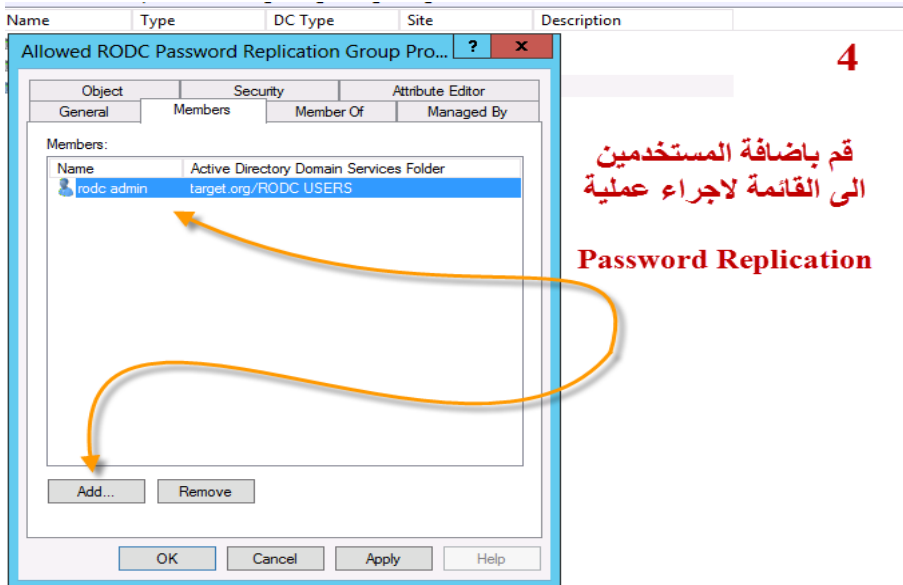 Name Type DC Type Site Description
Allowed RODC Password Replication Group Pro... ? x
Object Security Attribute Editor
General Members Member Of Managed By
Members:
Name Active Directory Domain Services Folder
rodc admin target.org/RODC USERS
Add... Remove
OK Cancel Apply Help
4
قم باضافة المستخدمين
الى القائمة لاجراء عملية
Password Replication